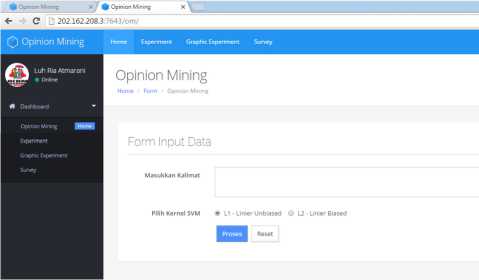 Opinion Mining
Opinion Mining
202.162.208.3:7643/om/
Opinion Mining
Home
Experiment
Graphic Experiment
Survey
Luh Ria Atmarani
Online
Dashboard
Opinion Mining
Home
Experiment
Graphic Experiment
Survey
Opinion Mining
Home / Form / Opinion Mining
Form Input Data
Masukkan Kalimat
Pilih Kernel SVM
L1 - Linier Unbiased
L2 - Linier Biased
Proses
Reset